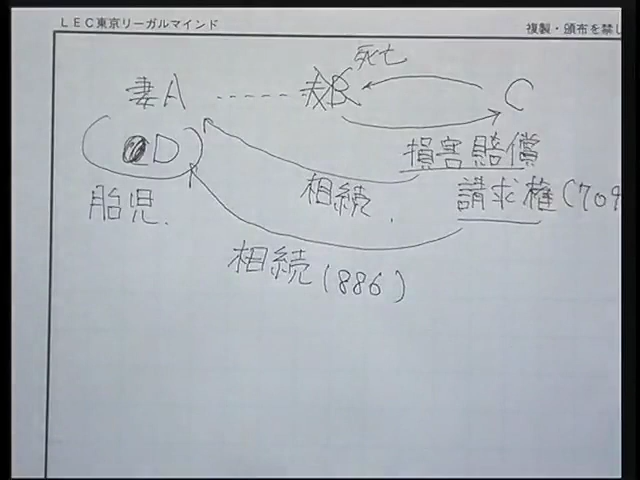 LEC東京リーガルマインド
複製・頒布を禁じ
死亡
妻A
夫B
C
D
胎児.
損害賠償
請求権(709
相続
相続(886)